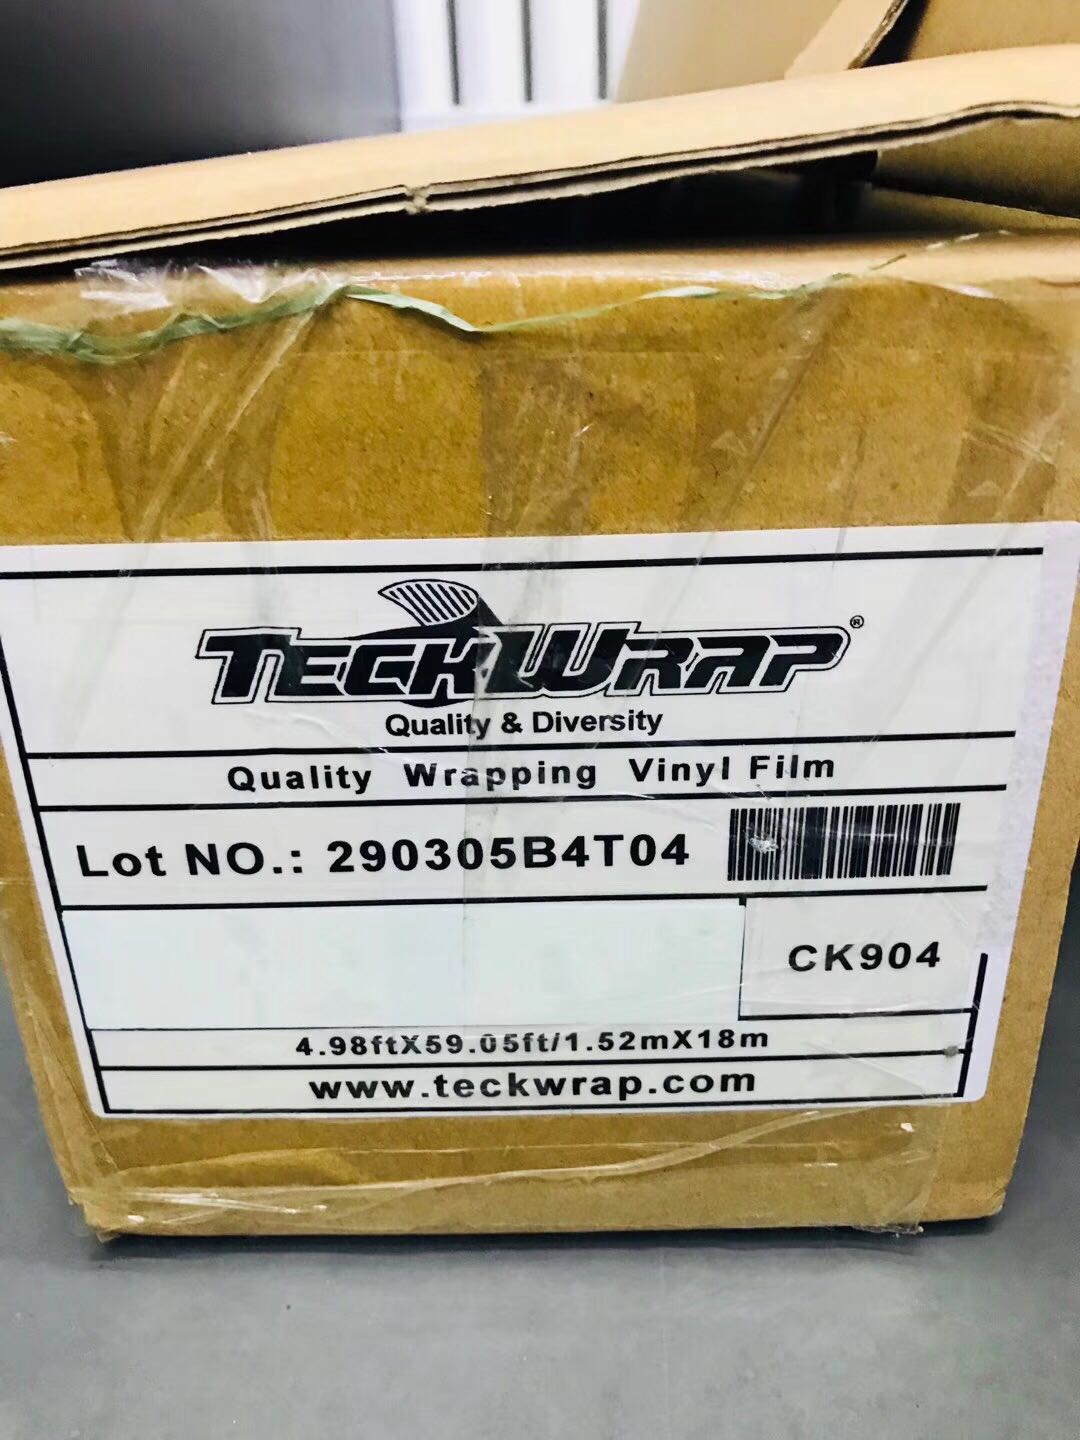 TECKWRAP®
Quality & Diversity
Quality Wrapping Vinyl Film
Lot NO.: 290305B4T04
CK904
4.98ftX59.05ft/1.52mX18m
www.teckwrap.com